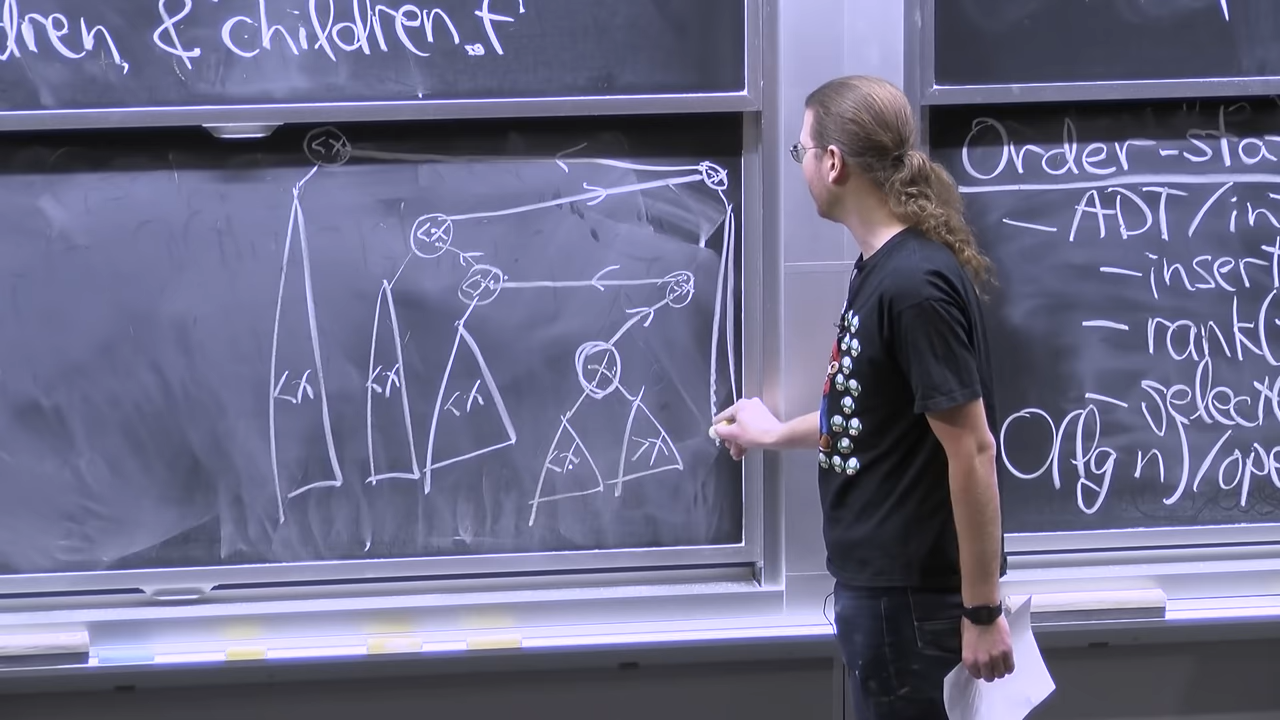 dren, & children.f
<x
>x
<x
<x
>x
x
<x
<x
<x
<x
>x
Order-sta
– ADT/in
– insert
– rank(
– select
O(lg n)/ope